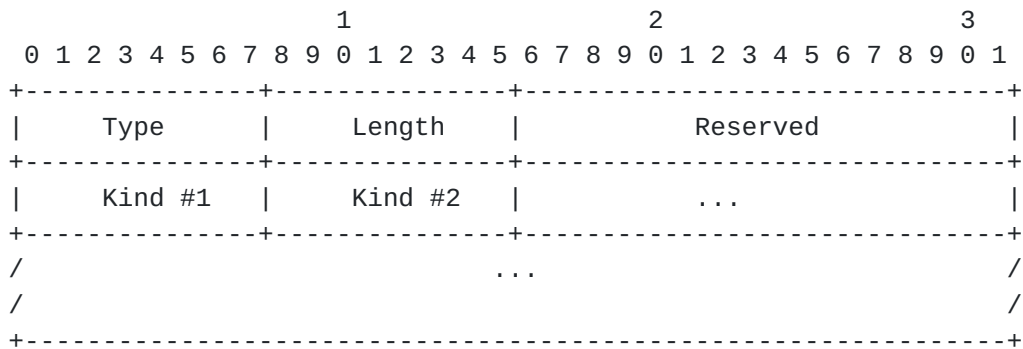 1                   2                   3
 0 1 2 3 4 5 6 7 8 9 0 1 2 3 4 5 6 7 8 9 0 1 2 3 4 5 6 7 8 9 0 1
+---------------+---------------+-------------------------------+
|     Type      |     Length    |           Reserved            |
+---------------+---------------+-------------------------------+
|     Kind #1   |     Kind #2   |           ...                 |
+---------------+---------------+-------------------------------+
/                              ...                              /
/                                                               /
+---------------------------------------------------------------+